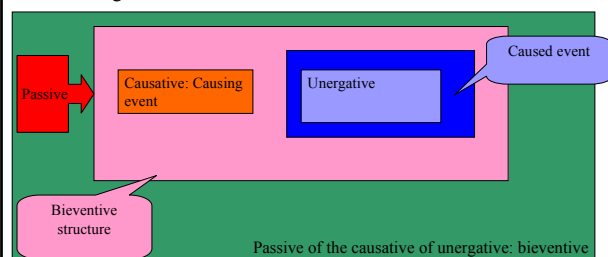 Caused event
Causative: Causing
event
Unergative
Passive
Bieventive
structure
Passive of the causative of unergative: bieventive